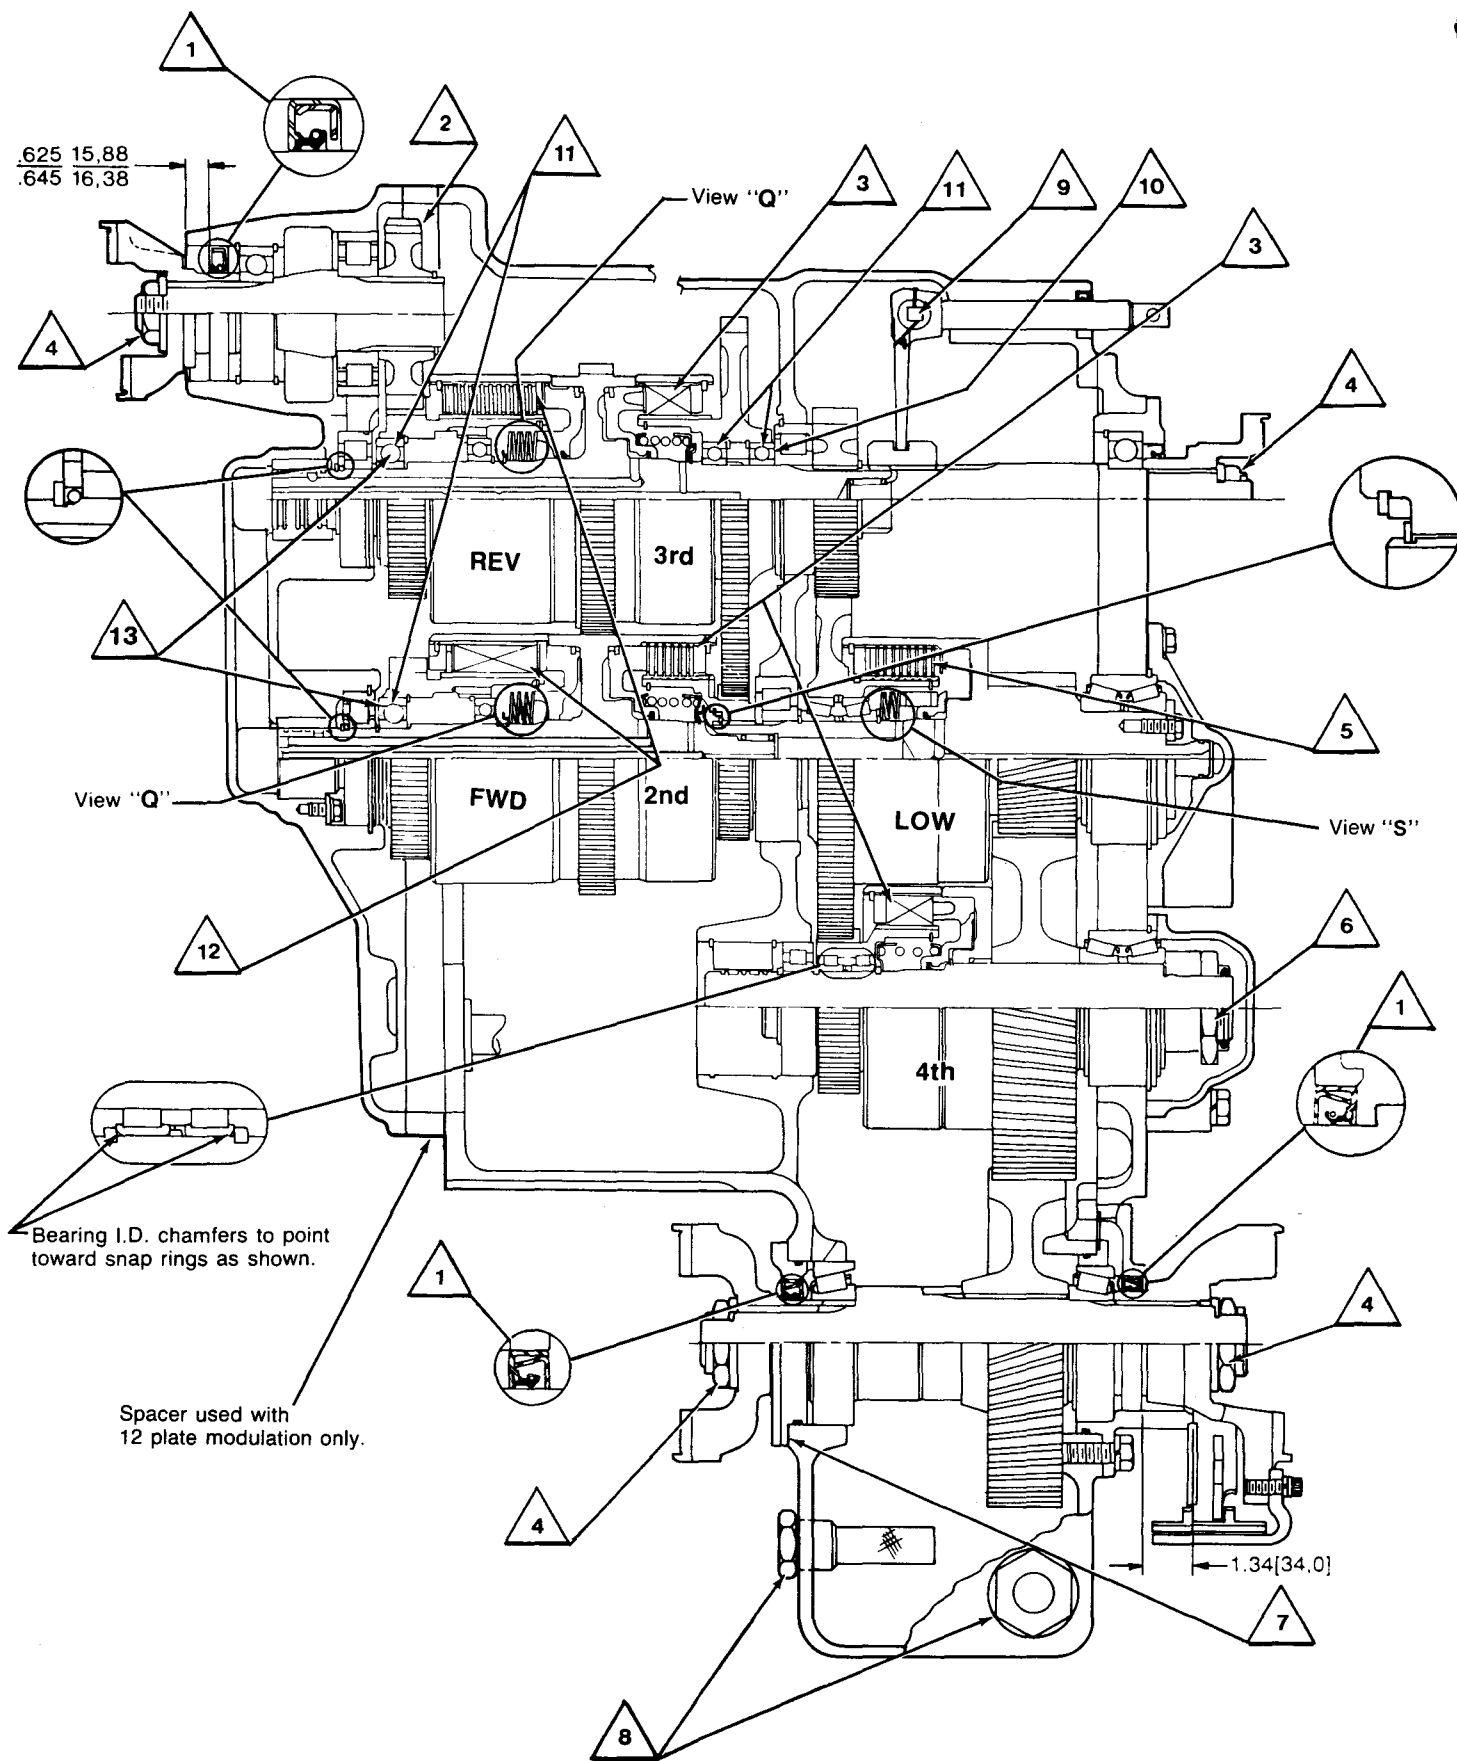 1
2
11
.625 15,88
.645 16,38
View "Q"
3
11
9
10
3
4
4
REV
3rd
13
5
View "Q"
FWD
2nd
LOW
View "S"
12
6
1
4th
Bearing I.D. chamfers to point
toward snap rings as shown.
1
4
Spacer used with
12 plate modulation only.
4
1.34[34,0]
7
8